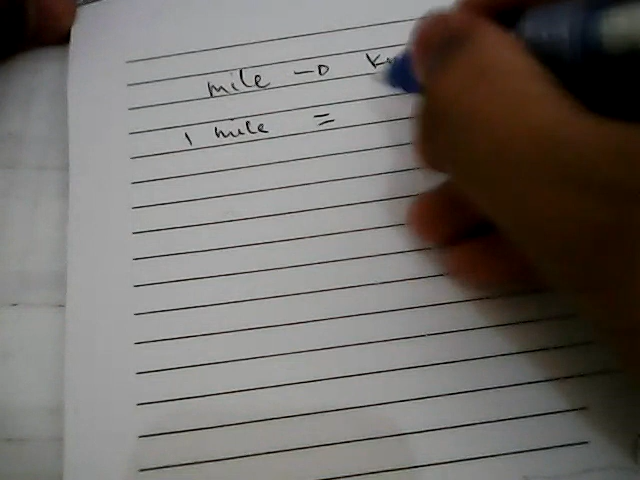 mile →
1 mile =